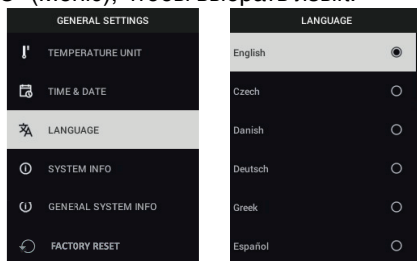 (Меню), чтобы выбрать язык.
GENERAL SETTINGS
TEMPERATURE UNIT
TIME & DATE
LANGUAGE
SYSTEM INFO
GENERAL SYSTEM INFO
FACTORY RESET
LANGUAGE
English
Czech
Danish
Deutsch
Greek
Español